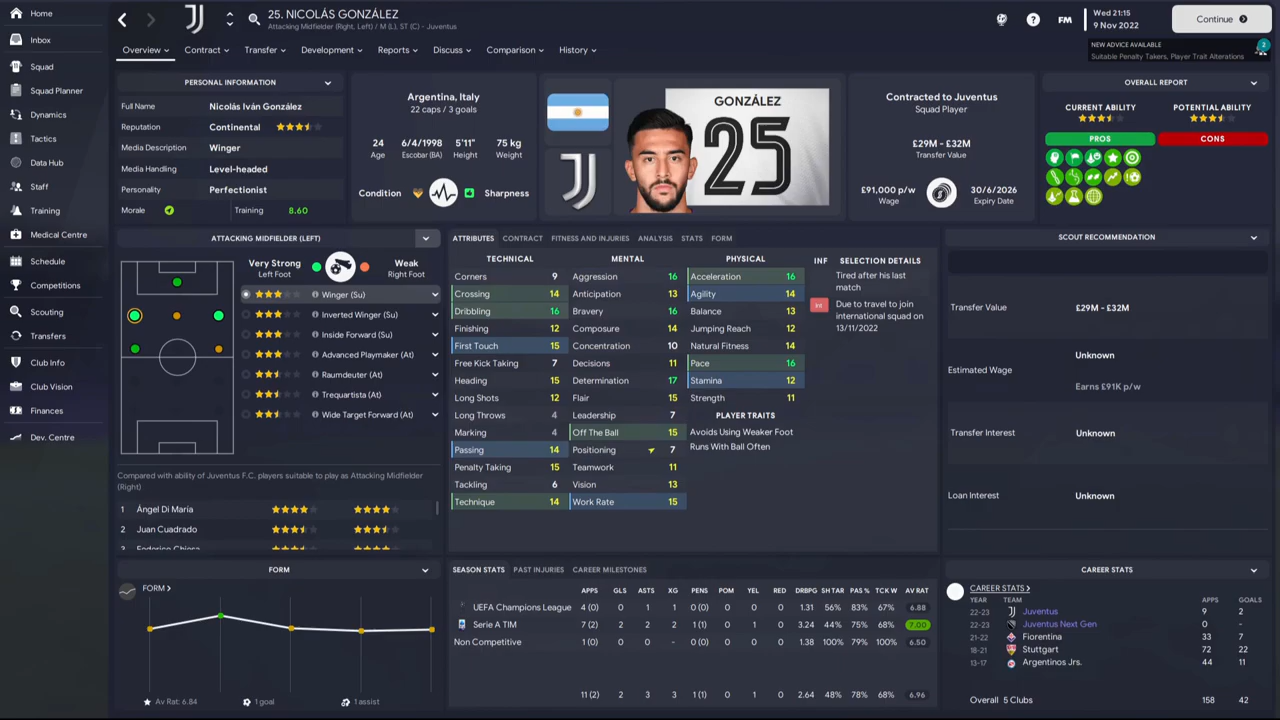 Home
Inbox
Squad
Squad Planner
Dynamics
Tactics
Data Hub
Staff
Training
Medical Centre
Schedule
Competitions
Scouting
Transfers
Club Info
Club Vision
Finances
Dev. Centre
25. NICOLÁS GONZÁLEZ
Attacking Midfielder (Right, Left) / M (L), ST (C) - Juventus
FM
Wed 21:15
9 Nov 2022
Continue
NEW ADVICE AVAILABLE
Suitable Penalty Takers, Player Trait Alterations
2
Overview Contract Transfer Development Reports Discuss Comparison History
PERSONAL INFORMATION
Full Name Nicolás Iván González
Reputation Continental
Media Description Winger
Media Handling Level-headed
Personality Perfectionist
Morale Training 8.60
Argentina, Italy
22 caps / 3 goals
24 6/4/1998 5'11" 75 kg
Age Escobar (BA) Height Weight
Condition Sharpness
GONZÁLEZ
25
Contracted to Juventus
Squad Player
£29M - £32M
Transfer Value
£91,000 p/w 30/6/2026
Wage Expiry Date
OVERALL REPORT
CURRENT ABILITY POTENTIAL ABILITY
PROS CONS
ATTACKING MIDFIELDER (LEFT)
Very Strong Weak
Left Foot Right Foot
Winger (Su)
Inverted Winger (Su)
Inside Forward (Su)
Advanced Playmaker (At)
Raumdeuter (At)
Trequartista (At)
Wide Target Forward (At)
Compared with ability of Juventus F.C. players suitable to play as Attacking Midfielder
(Right)
1 Ángel Di María
2 Juan Cuadrado
3 Federico Chiesa
ATTRIBUTES CONTRACT FITNESS AND INJURIES ANALYSIS STATS FORM
TECHNICAL MENTAL PHYSICAL
Corners 9 Aggression 16 Acceleration 16
Crossing 14 Anticipation 13 Agility 14
Dribbling 16 Bravery 16 Balance 13
Finishing 12 Composure 14 Jumping Reach 12
First Touch 15 Concentration 10 Natural Fitness 14
Free Kick Taking 7 Decisions 11 Pace 16
Heading 15 Determination 17 Stamina 12
Long Shots 12 Flair 15 Strength 11
Long Throws 4 Leadership 7 PLAYER TRAITS
Marking 4 Off The Ball 15 Avoids Using Weaker Foot
Passing 14 Positioning 7 Runs With Ball Often
Penalty Taking 15 Teamwork 11
Tackling 6 Vision 13
Technique 14 Work Rate 15
INF SELECTION DETAILS
Tired after his last
match
Int Due to travel to join
international squad on
13/11/2022
SCOUT RECOMMENDATION
Transfer Value £29M - £32M
Estimated Wage Unknown
Earns £91K p/w
Transfer Interest Unknown
Loan Interest Unknown
FORM
FORM
Av Rat: 6.84 1 goal 1 assist
SEASON STATS PAST INJURIES CAREER MILESTONES
APPS GLS ASTS XG PENS POM YEL RED DRBPG SH TAR PAS % TCK W AV RAT
UEFA Champions League 4 (0) 0 1 1 0 (0) 0 0 0 1.31 56% 83% 67% 6.88
Serie A TIM 7 (2) 2 2 2 1 (1) 0 1 0 3.24 44% 75% 68% 7.00
Non Competitive 1 (0) 0 0 - 0 (0) 0 0 0 1.38 100% 79% 100% 6.50
11 (2) 2 3 3 1 (1) 0 1 0 2.64 48% 78% 68% 6.96
CAREER STATS
CAREER STATS
YEAR TEAM APPS GOALS
22-23 Juventus 9 2
22-23 Juventus Next Gen 0 -
21-22 Fiorentina 33 7
18-21 Stuttgart 72 22
13-17 Argentinos Jrs. 44 11
Overall 5 Clubs 158 42